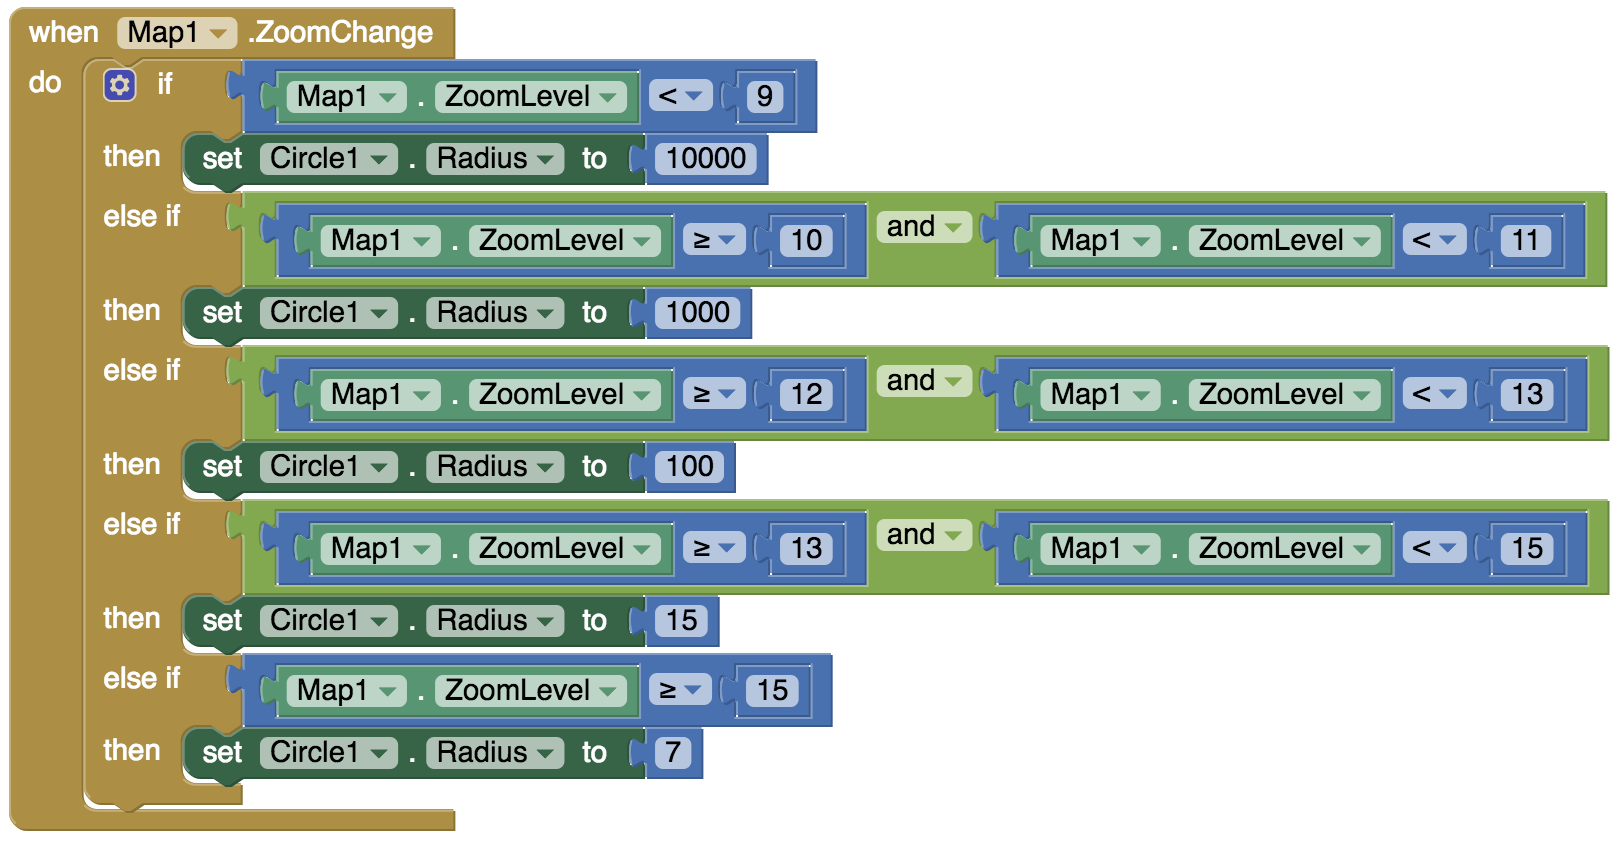 when Map1 .ZoomChange
do if Map1 . ZoomLevel < 9
then set Circle1 . Radius to 10000
else if Map1 . ZoomLevel ≥ 10 and Map1 . ZoomLevel < 11
then set Circle1 . Radius to 1000
else if Map1 . ZoomLevel ≥ 12 and Map1 . ZoomLevel < 13
then set Circle1 . Radius to 100
else if Map1 . ZoomLevel ≥ 13 and Map1 . ZoomLevel < 15
then set Circle1 . Radius to 15
else if Map1 . ZoomLevel ≥ 15
then set Circle1 . Radius to 7